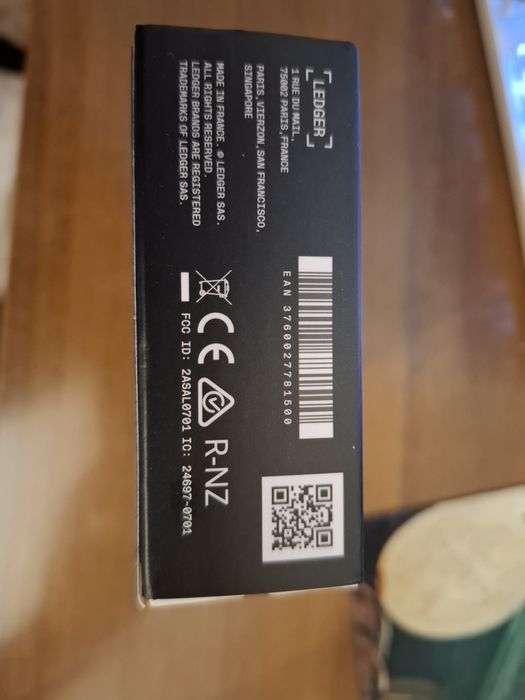 LEDGER
1 RUE DU MAIL,
75002 PARIS, FRANCE
PARIS, VIERZON, SAN FRANCISCO,
SINGAPORE
MADE IN FRANCE. © LEDGER SAS.
ALL RIGHTS RESERVED.
LEDGER BRANDS ARE REGISTERED
TRADEMARKS OF LEDGER SAS.
EAN 3760027781500
CE R-NZ
FCC ID: 2ASAL0701 IC: 24697-0701